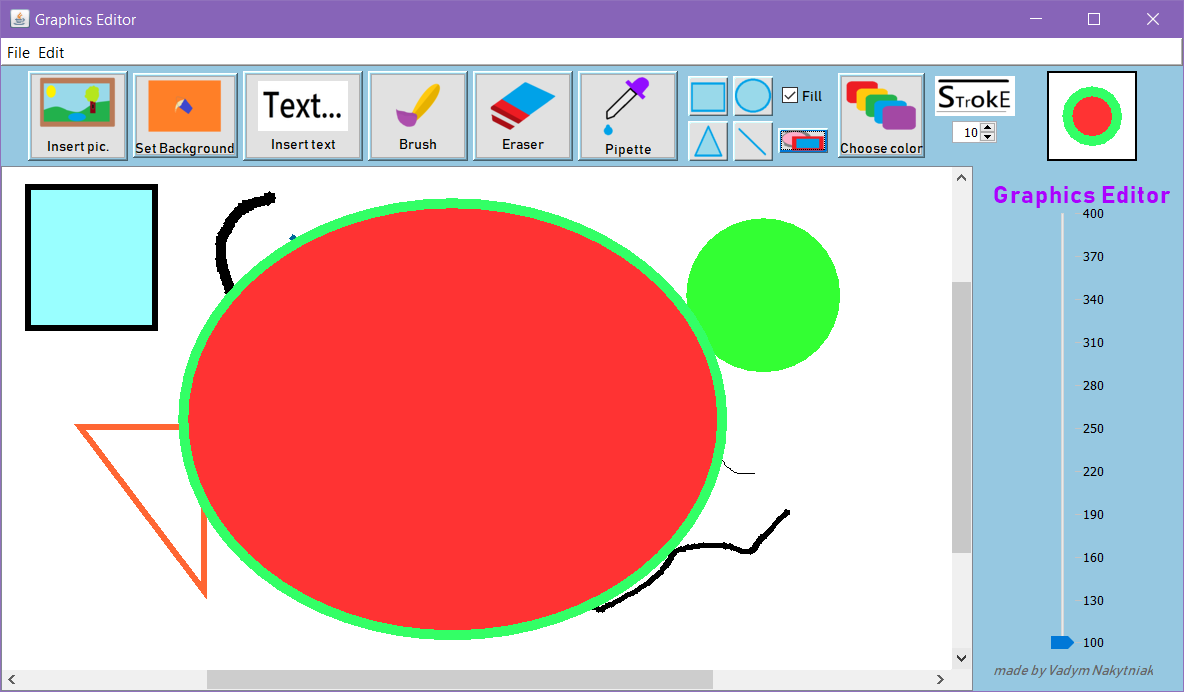 Graphics Editor
File Edit
Insert pic.
Set Background
Text...
Insert text
Brush
Eraser
Pipette
Fill
Choose color
StrokE
10
Graphics Editor
400
370
340
310
280
250
220
190
160
130
100
made by Vadym Nakytniak